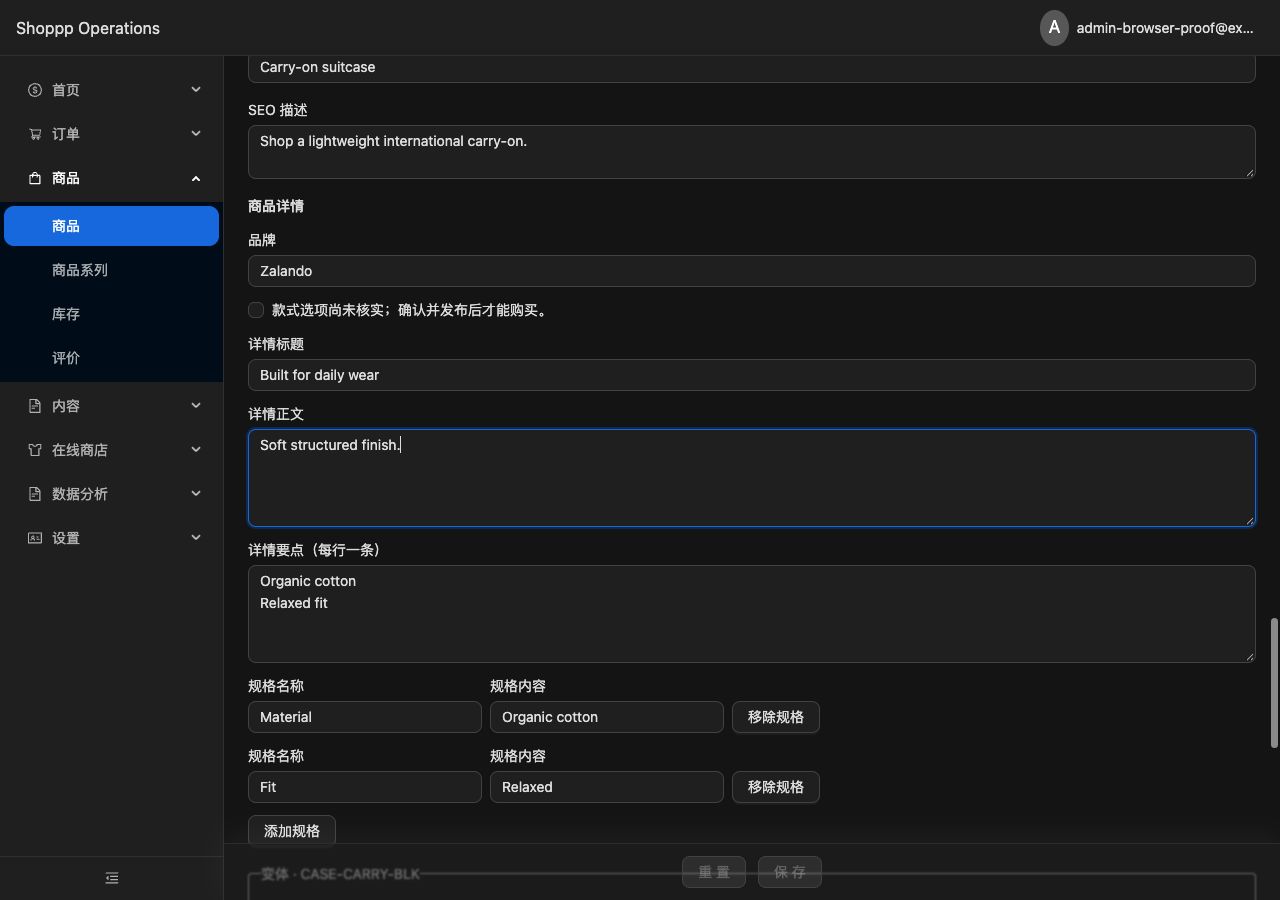 Shoppp Operations
A
admin-browser-proof@ex...
首页
订单
商品
商品
商品系列
库存
评价
内容
在线商店
数据分析
设置
Carry-on suitcase
SEO 描述
Shop a lightweight international carry-on.
商品详情
品牌
Zalando
款式选项尚未核实；确认并发布后才能购买。
详情标题
Built for daily wear
详情正文
Soft structured finish.
详情要点（每行一条）
Organic cotton
Relaxed fit
规格名称 规格内容
Material Organic cotton 移除规格
规格名称 规格内容
Fit Relaxed 移除规格
添加规格
变体 · CASE-CARRY-BLK
重 置 保 存